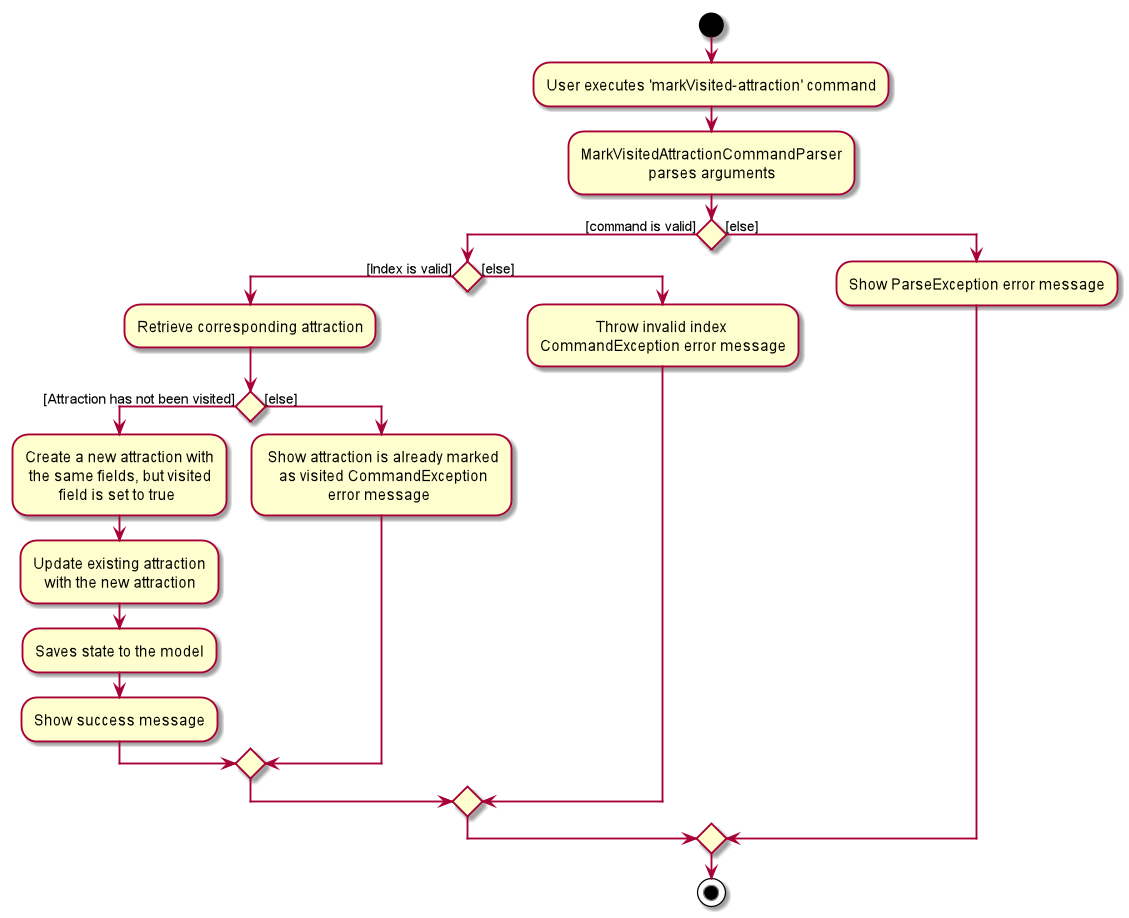 User executes 'markVisited-attraction' command
MarkVisitedAttractionCommandParser
parses arguments
[command is valid]
[else]
[Index is valid]
[else]
Show ParseException error message
Retrieve corresponding attraction
Throw invalid index
CommandException error message
[Attraction has not been visited]
[else]
Create a new attraction with
the same fields, but visited
field is set to true
Show attraction is already marked
as visited CommandException
error message
Update existing attraction
with the new attraction
Saves state to the model
Show success message